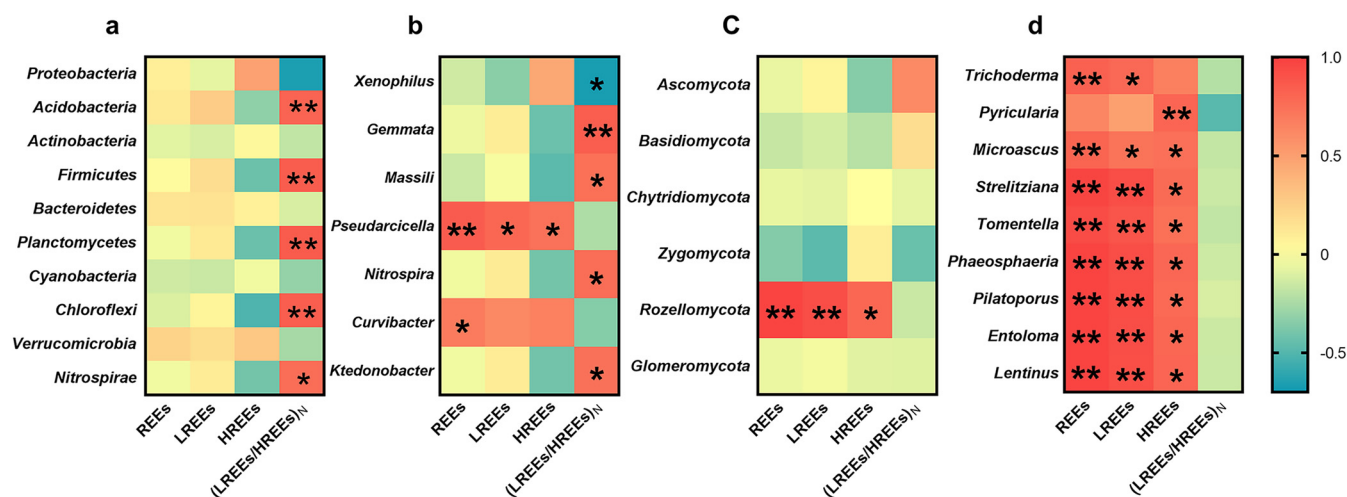 a
Proteobacteria
Acidobacteria **
Actinobacteria
Firmicutes **
Bacteroidetes
Planctomycetes **
Cyanobacteria
Chloroflexi **
Verrucomicrobia
Nitrospirae *
REEs LREEs HREEs (LREEs/HREEs)N
b
Xenophilus *
Gemmata **
Massili *
Pseudarcicella ** * *
Nitrospira *
Curvibacter *
Ktedonobacter *
REEs LREEs HREEs (LREEs/HREEs)N
C
Ascomycota
Basidiomycota
Chytridiomycota
Zygomycota
Rozellomycota ** ** *
Glomeromycota
REEs LREEs HREEs (LREEs/HREEs)N
d
Trichoderma ** *
Pyricularia **
Microascus ** * *
Strelitziana ** ** *
Tomentella ** ** *
Phaeosphaeria ** ** *
Pilatoporus ** ** *
Entoloma ** ** *
Lentinus ** ** *
REEs LREEs HREEs (LREEs/HREEs)N
1.0
0.5
0
-0.5